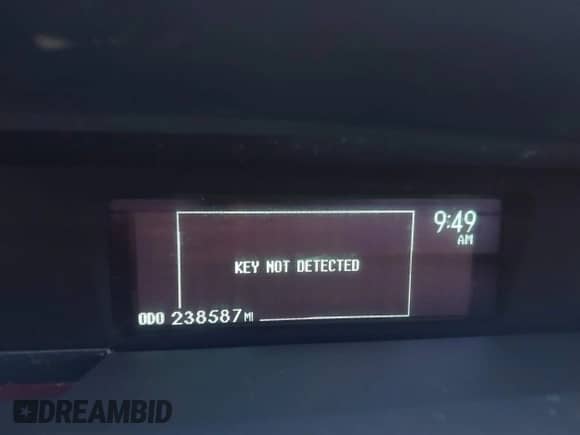 9:49
AM
KEY NOT DETECTED
ODO 238587 MI
DREAMBID